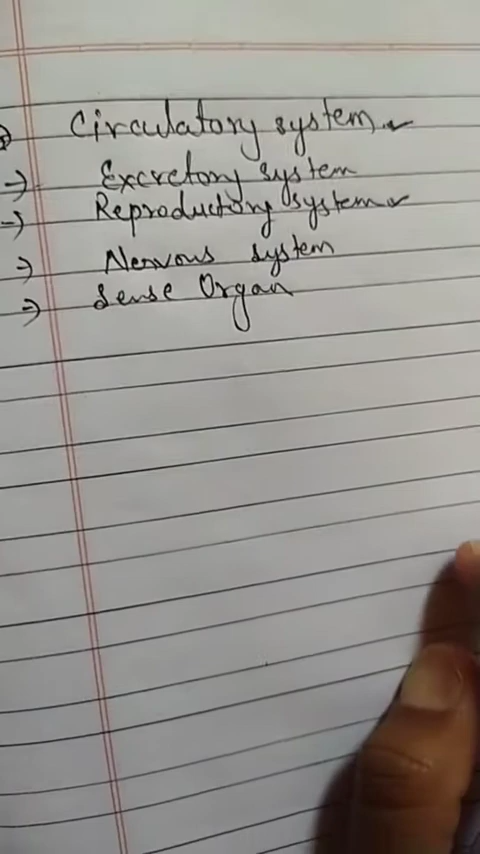 Circulatory system ✓
→ Excretory system
→ Reproductory system ✓
→ Nervous system
→ Sense Organ